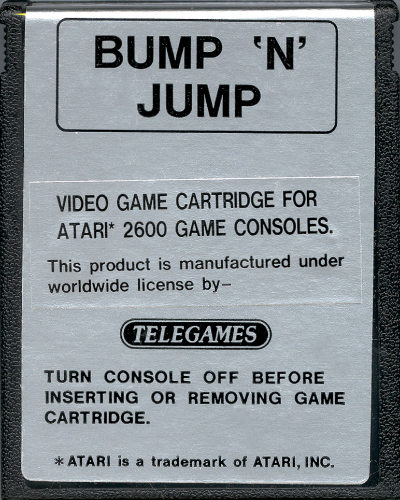 BUMP 'N'
JUMP
VIDEO GAME CARTRIDGE FOR
ATARI* 2600 GAME CONSOLES.
This product is manufactured under
worldwide license by–
TELEGAMES
TURN CONSOLE OFF BEFORE
INSERTING OR REMOVING GAME
CARTRIDGE.
*ATARI is a trademark of ATARI, INC.